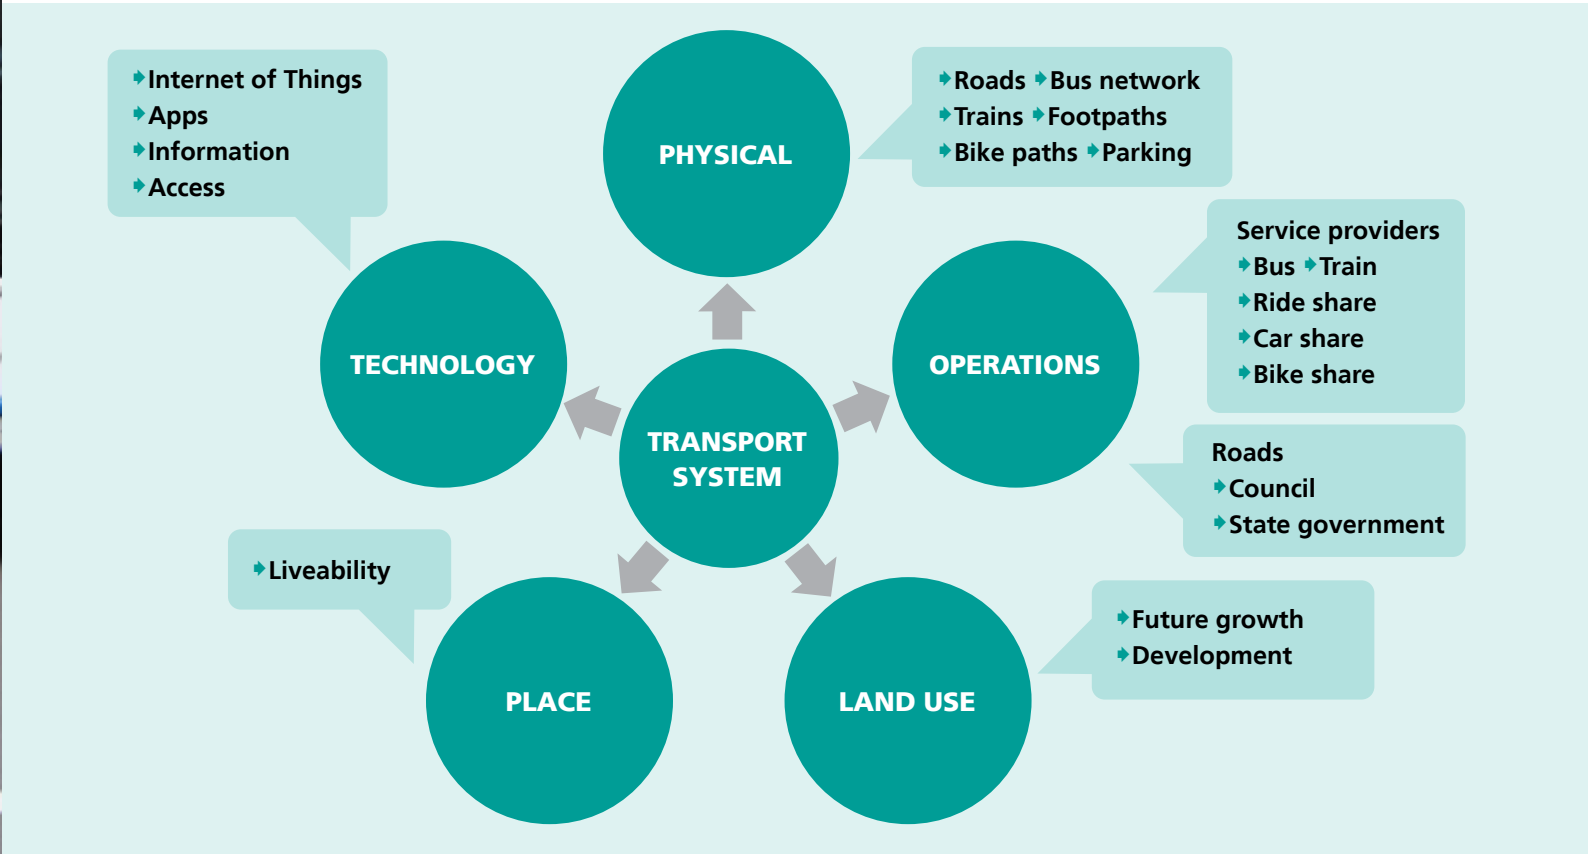 Internet of Things
Apps
Information
Access
PHYSICAL
Roads Bus network
Trains Footpaths
Bike paths Parking
TECHNOLOGY
OPERATIONS
Service providers
Bus Train
Ride share
Car share
Bike share
TRANSPORT
SYSTEM
Roads
Council
State government
Liveability
PLACE
LAND USE
Future growth
Development